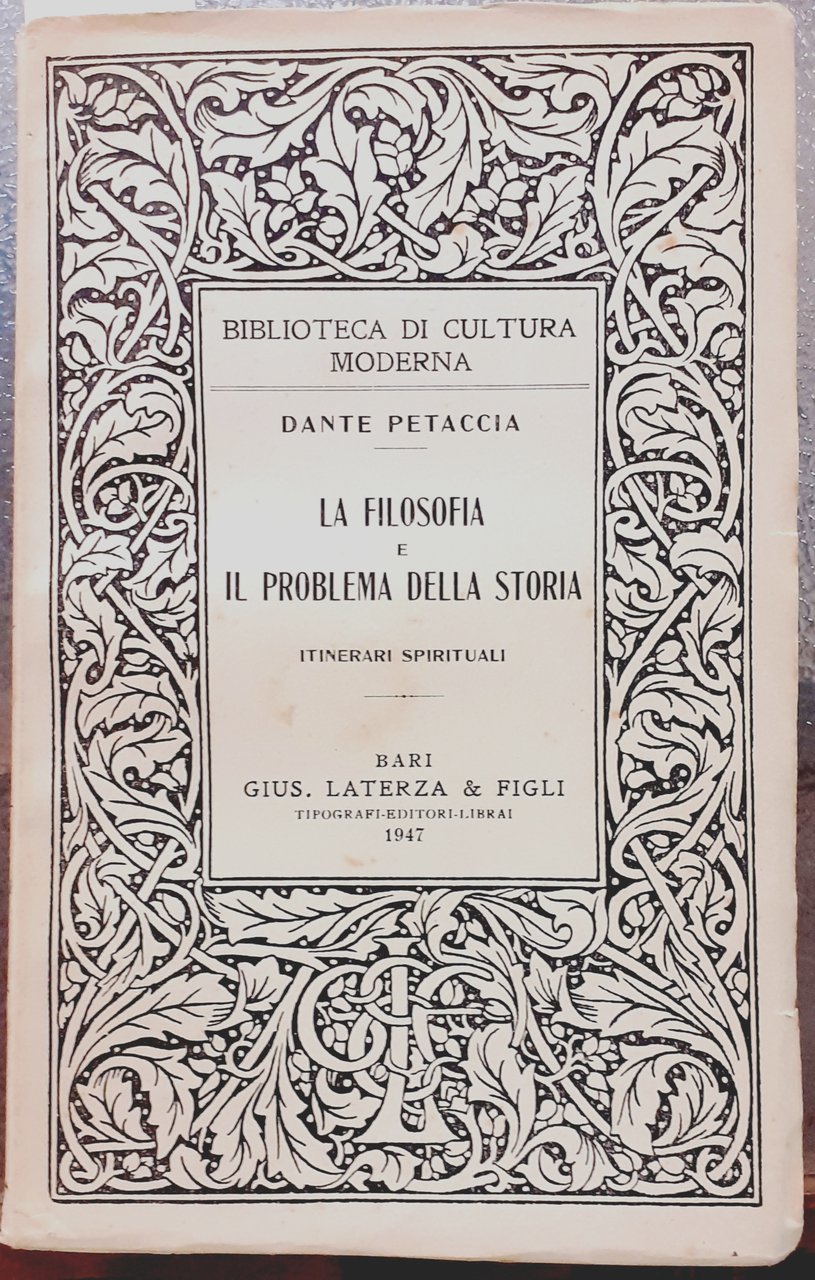 BIBLIOTECA DI CULTURA
MODERNA
DANTE PETACCIA
LA FILOSOFIA
E
IL PROBLEMA DELLA STORIA
ITINERARI SPIRITUALI
BARI
GIUS. LATERZA & FIGLI
TIPOGRAFI-EDITORI-LIBRAI
1947